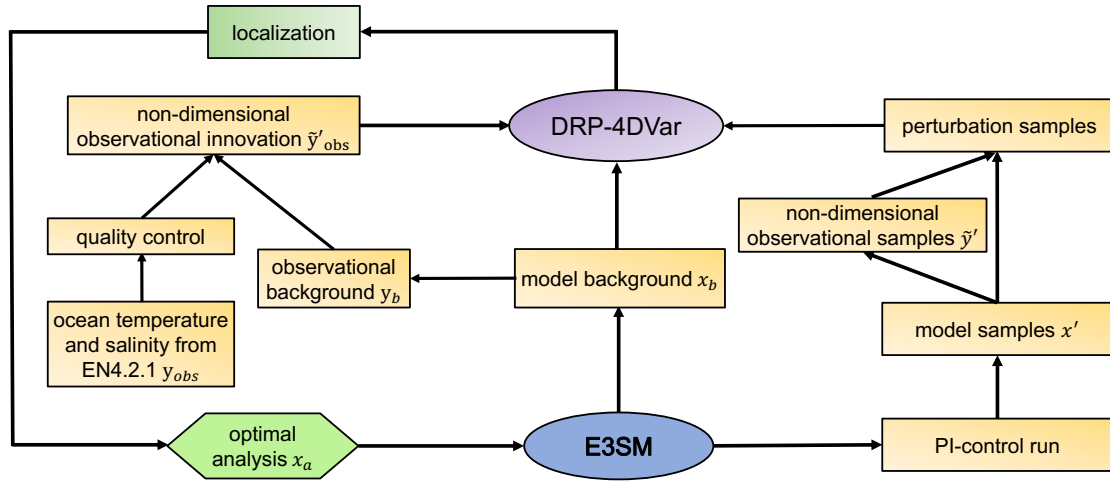 localization
non-dimensional
observational innovation ỹ′obs
DRP-4DVar
perturbation samples
quality control
non-dimensional
observational samples ỹ′
observational
background yb
model background xb
ocean temperature
and salinity from
EN4.2.1 yobs
model samples x′
optimal
analysis xa
E3SM
PI-control run